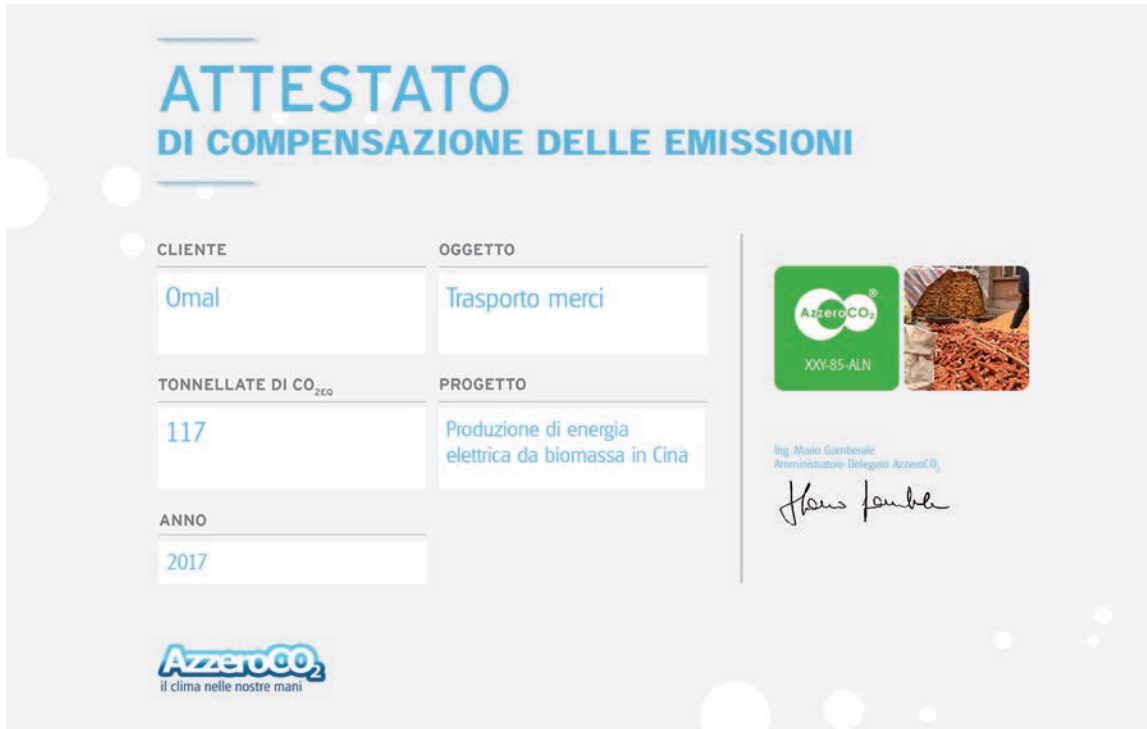 ATTESTATO
DI COMPENSAZIONE DELLE EMISSIONI
CLIENTE
Omal
OGGETTO
Trasporto merci
TONNELLATE DI CO2EQ
117
PROGETTO
Produzione di energia
elettrica da biomassa in Cina
ANNO
2017
AzzeroCO2®
XXY-85-ALN
Ing. Mario Gamberale
Amministratore Delegato AzzeroCO2
AzzeroCO2
il clima nelle nostre mani